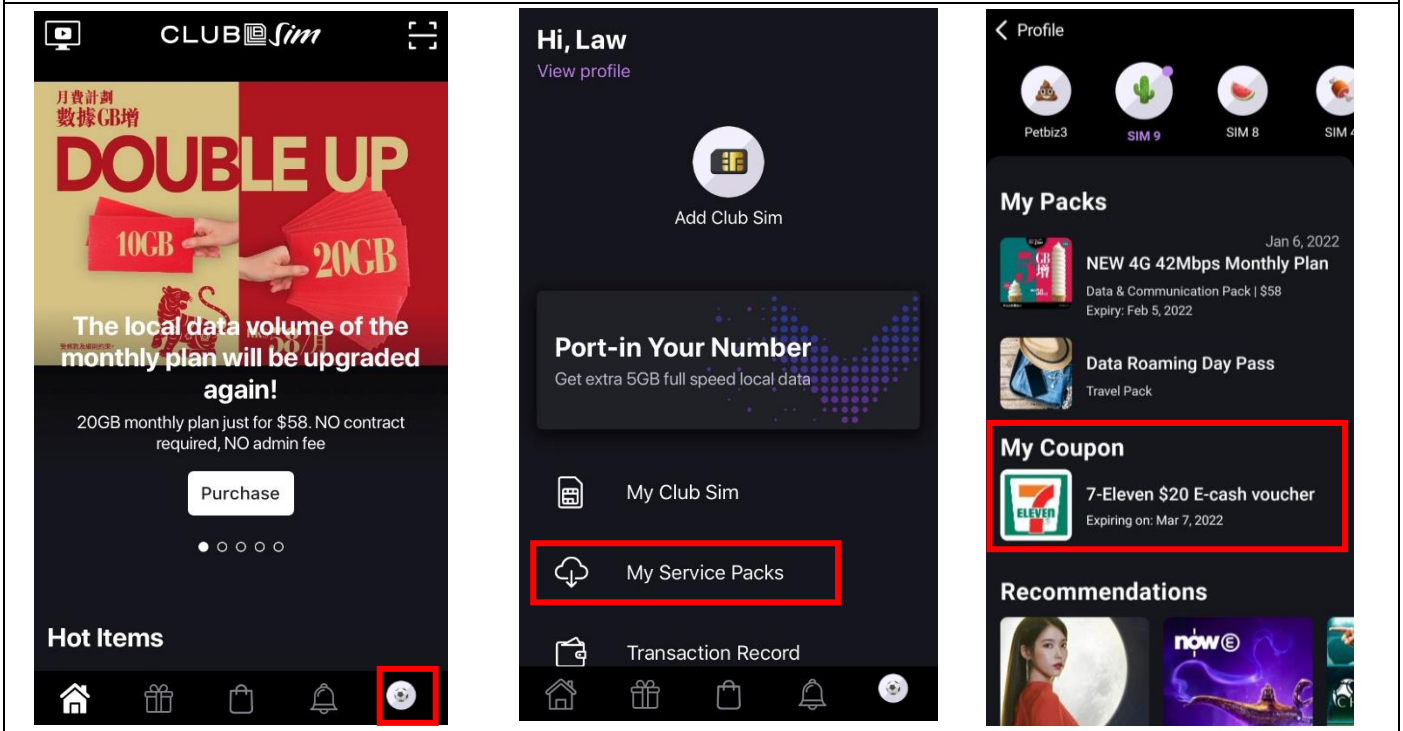 CLUB Sim
月費計劃
數據GB增
DOUBLE UP
10GB
20GB
The local data volume of the
monthly plan will be upgraded
again!
20GB monthly plan just for $58. NO contract
required, NO admin fee
Purchase
Hot Items
Hi, Law
View profile
Add Club Sim
Port-in Your Number
Get extra 5GB full speed local data
My Club Sim
My Service Packs
Transaction Record
Profile
Petbiz3
SIM 9
SIM 8
SIM 4
My Packs
Jan 6, 2022
NEW 4G 42Mbps Monthly Plan
Data & Communication Pack | $58
Expiry: Feb 5, 2022
Data Roaming Day Pass
Travel Pack
My Coupon
7-Eleven $20 E-cash voucher
ELEVEN
Expiring on: Mar 7, 2022
Recommendations
now E